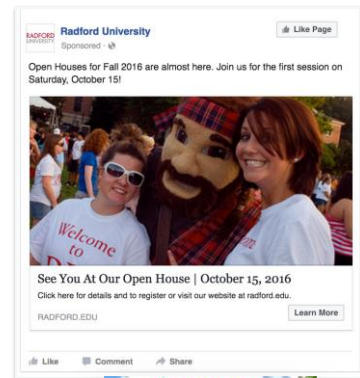 RADFORD
UNIVERSITY
Radford University
Sponsored ·
Like Page
Open Houses for Fall 2016 are almost here. Join us for the first session on
Saturday, October 15!
Welcome
to
Welcome
to
See You At Our Open House | October 15, 2016
Click here for details and to register or visit our website at radford.edu.
RADFORD.EDU
Learn More
Like
Comment
Share